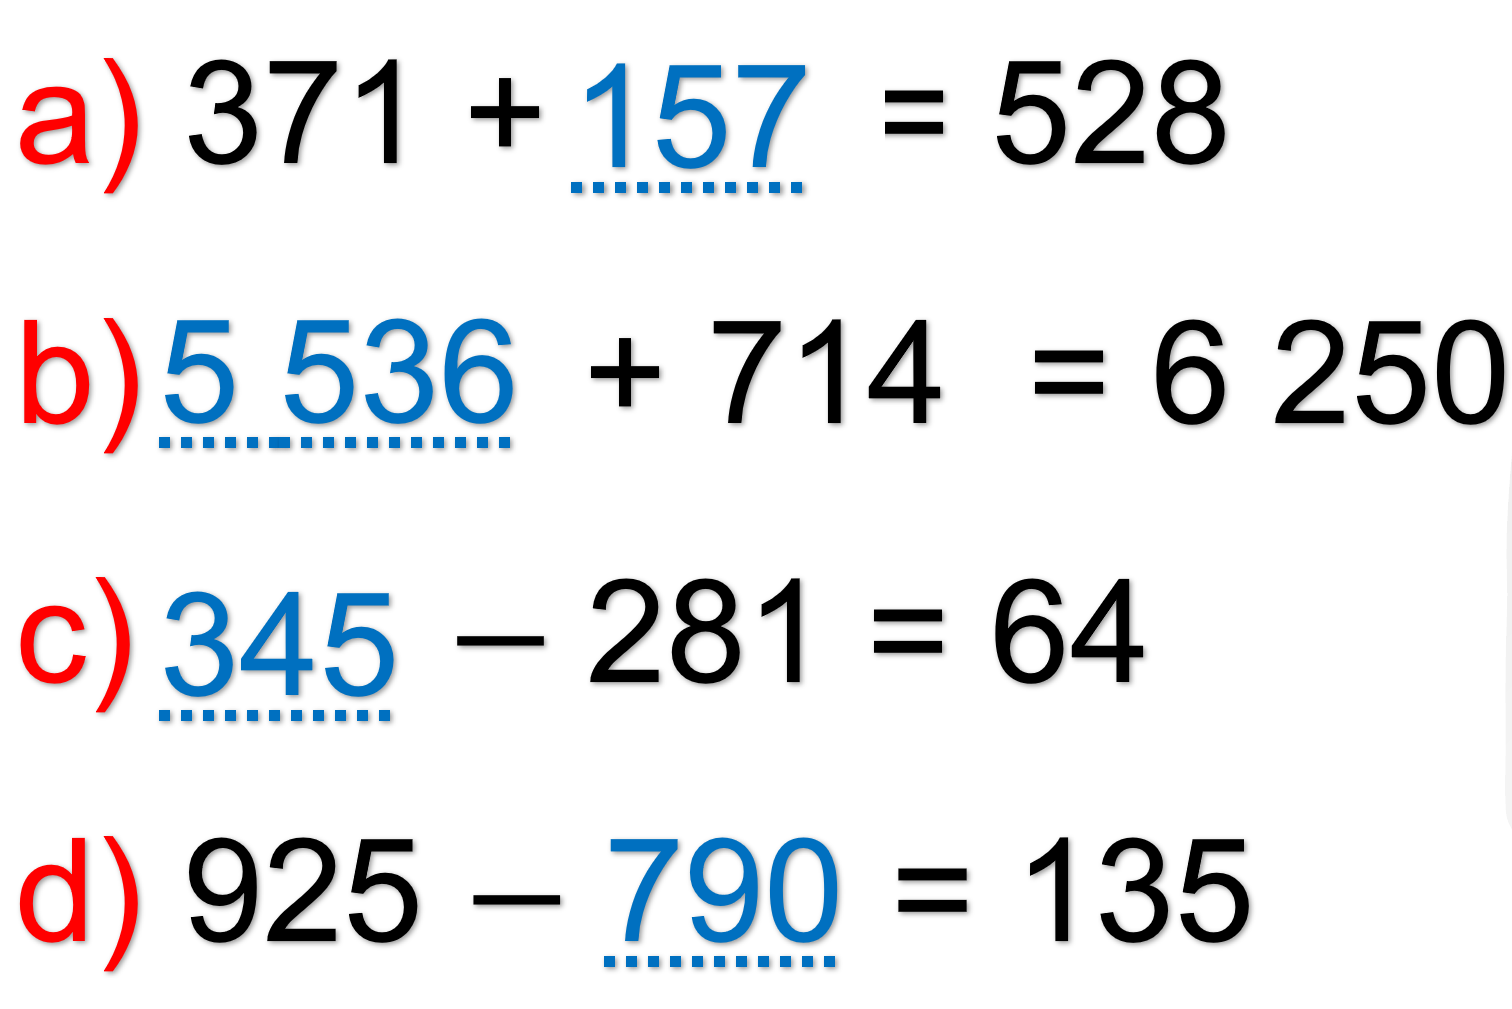 a) 371 + 157 = 528
b) 5 536 + 714 = 6 250
c) 345 – 281 = 64
d) 925 – 790 = 135